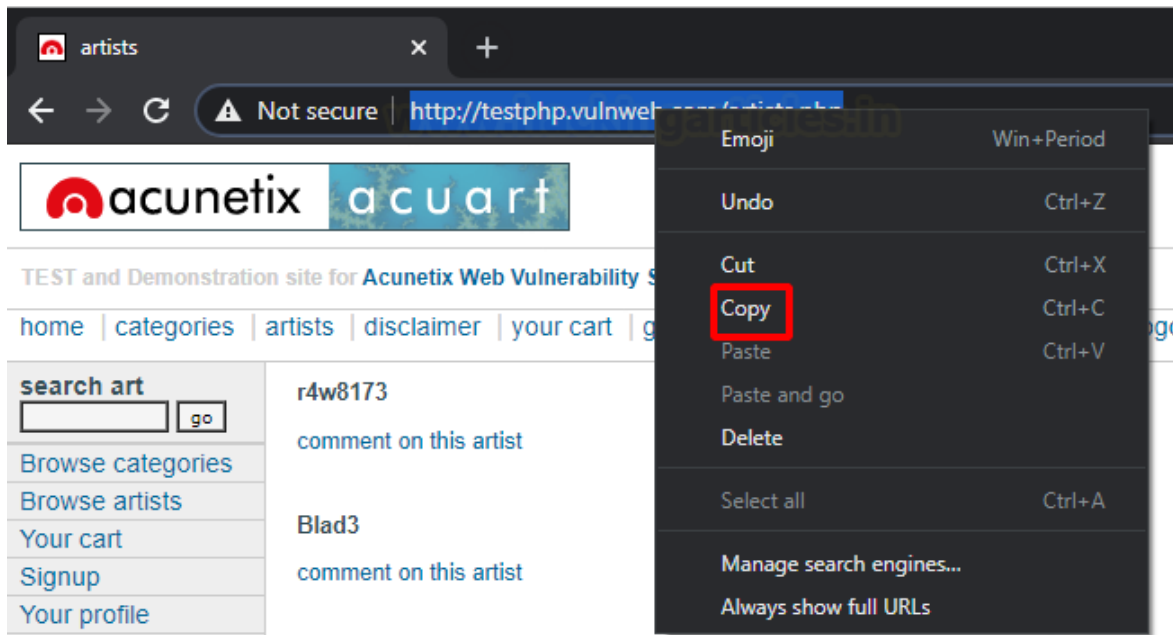 artists
Not secure http://testphp.vulnweb.com/artists.php
Emoji Win+Period
Undo Ctrl+Z
Cut Ctrl+X
Copy Ctrl+C
Paste Ctrl+V
Paste and go
Delete
Select all Ctrl+A
Manage search engines...
Always show full URLs
acunetix acuart
TEST and Demonstration site for Acunetix Web Vulnerability
home | categories | artists | disclaimer | your cart |
search art
go
Browse categories
Browse artists
Your cart
Signup
Your profile
r4w8173
comment on this artist
Blad3
comment on this artist